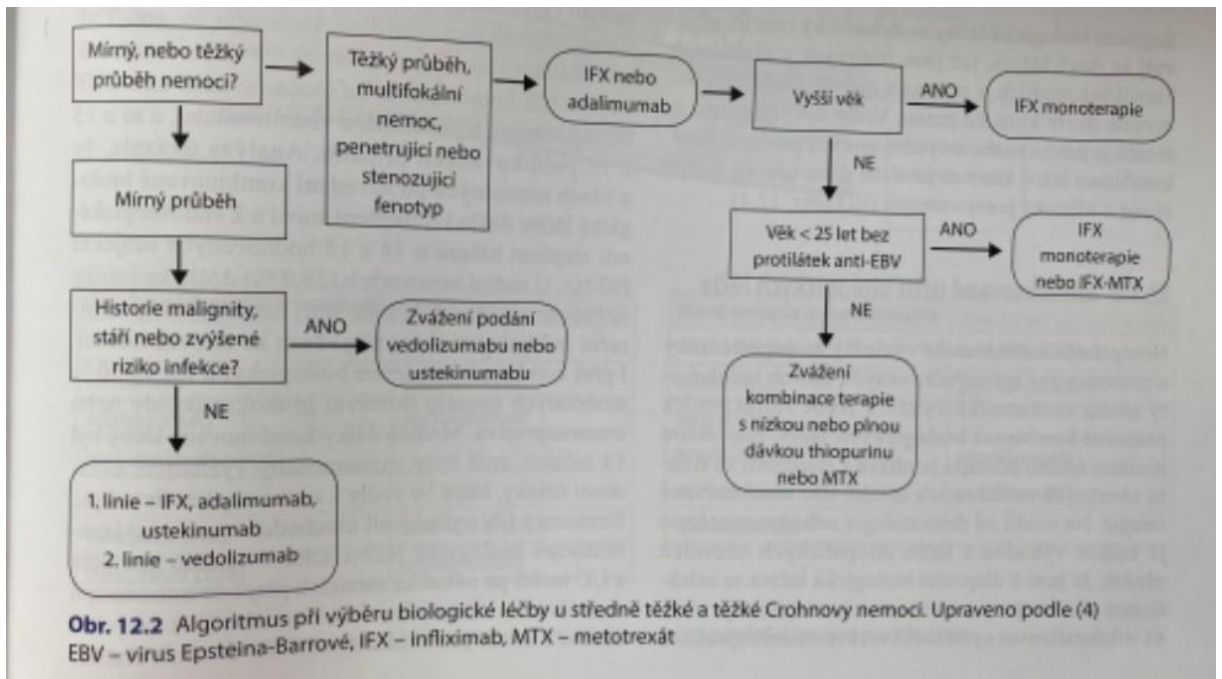 Mírný, nebo těžký
průběh nemoci?
Těžký průběh,
multifokální
nemoc,
penetrující nebo
stenozující
fenotyp
IFX nebo
adalimumab
Vyšší věk
ANO
IFX monoterapie
NE
Mírný průběh
Věk < 25 let bez
protilátek anti-EBV
ANO
IFX
monoterapie
nebo IFX-MTX
NE
Historie malignity,
stáří nebo zvýšené
riziko infekce?
ANO
Zvážení podání
vedolizumabu nebo
ustekinumabu
Zvážení
kombinace terapie
s nízkou nebo plnou
dávkou thiopurinu
nebo MTX
NE
1. linie – IFX, adalimumab,
ustekinumab
2. linie – vedolizumab
Obr. 12.2 Algoritmus při výběru biologické léčby u středně těžké a těžké Crohnovy nemoci. Upraveno podle (4)
EBV – virus Epsteina-Barrové, IFX – infliximab, MTX – metotrexát